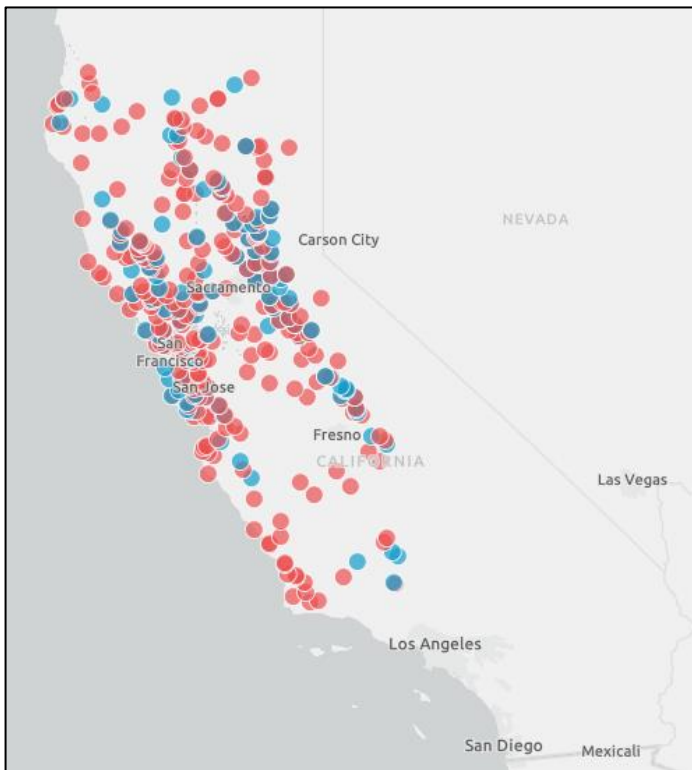 NEVADA
Carson City
Sacramento
San
Francisco
San Jose
Fresno
CALIFORNIA
Las Vegas
Los Angeles
San Diego
Mexicali